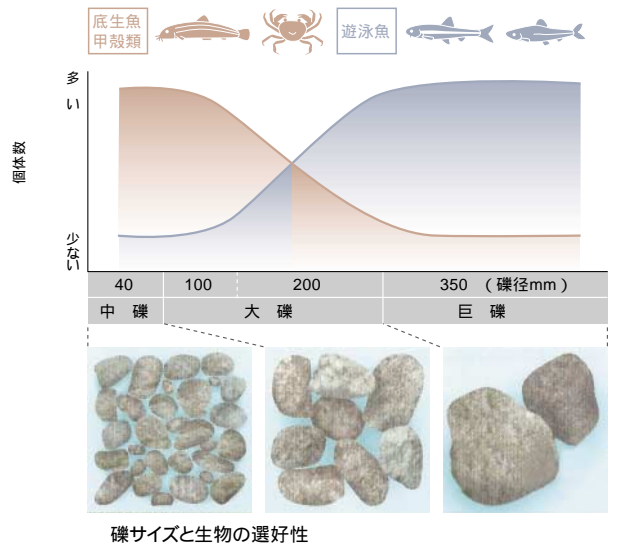 底生魚
甲殻類
遊泳魚
多い
個体数
少ない
40 100 200 350 （礫径mm）
中 礫 大 礫 巨 礫
礫サイズと生物の選好性